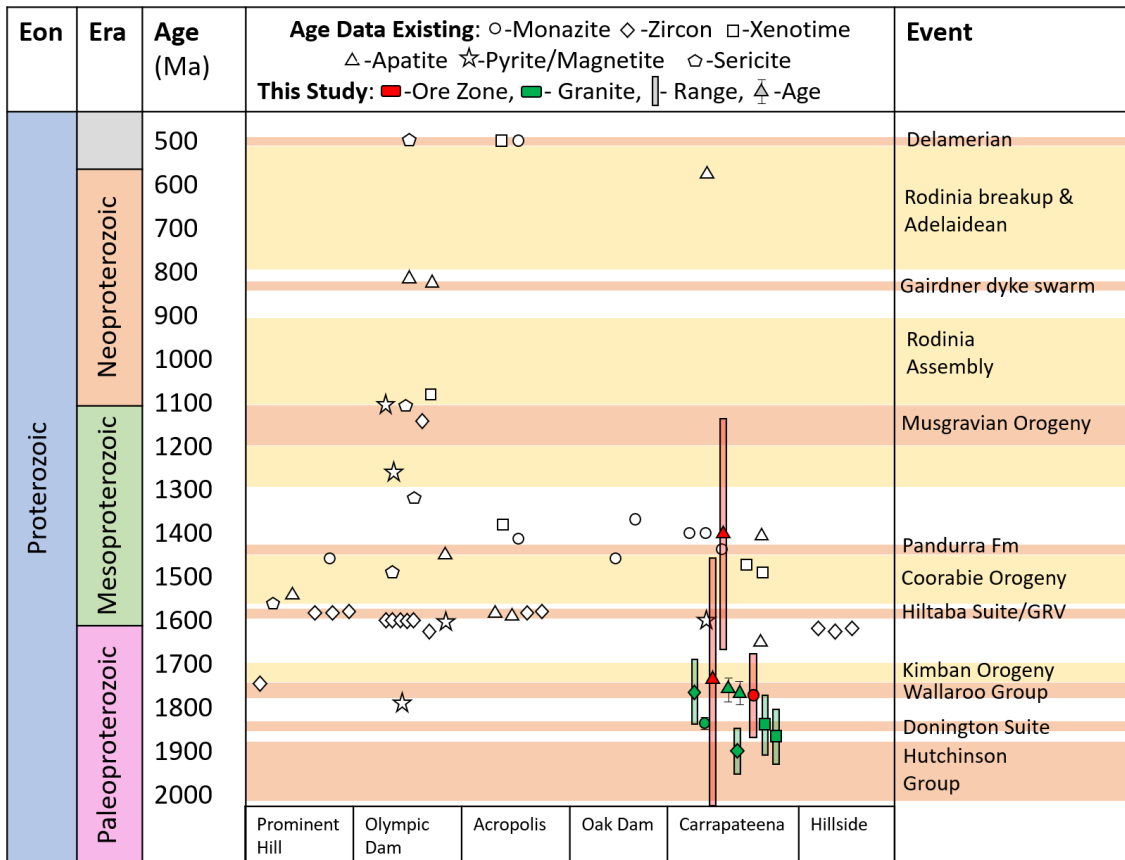 Eon
Era
Age
(Ma)
Age Data Existing: -Monazite -Zircon -Xenotime
-Apatite -Pyrite/Magnetite -Sericite
This Study: -Ore Zone, - Granite, - Range, -Age
Event
Proterozoic
Neoproterozoic
Mesoproterozoic
Paleoproterozoic
500
600
700
800
900
1000
1100
1200
1300
1400
1500
1600
1700
1800
1900
2000
Delamerian
Rodinia breakup &
Adelaidean
Gairdner dyke swarm
Rodinia
Assembly
Musgravian Orogeny
Pandurra Fm
Coorabie Orogeny
Hiltaba Suite/GRV
Kimban Orogeny
Wallaroo Group
Donington Suite
Hutchinson
Group
Prominent
Hill
Olympic
Dam
Acropolis
Oak Dam
Carrapateena
Hillside